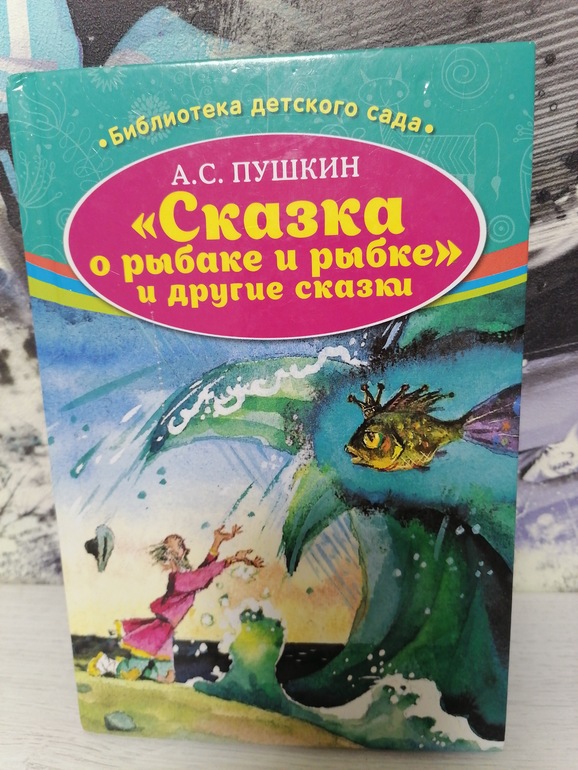 •Библиотека детского сада•
А.С. ПУШКИН
«Сказка
о рыбаке и рыбке»
и другие сказки